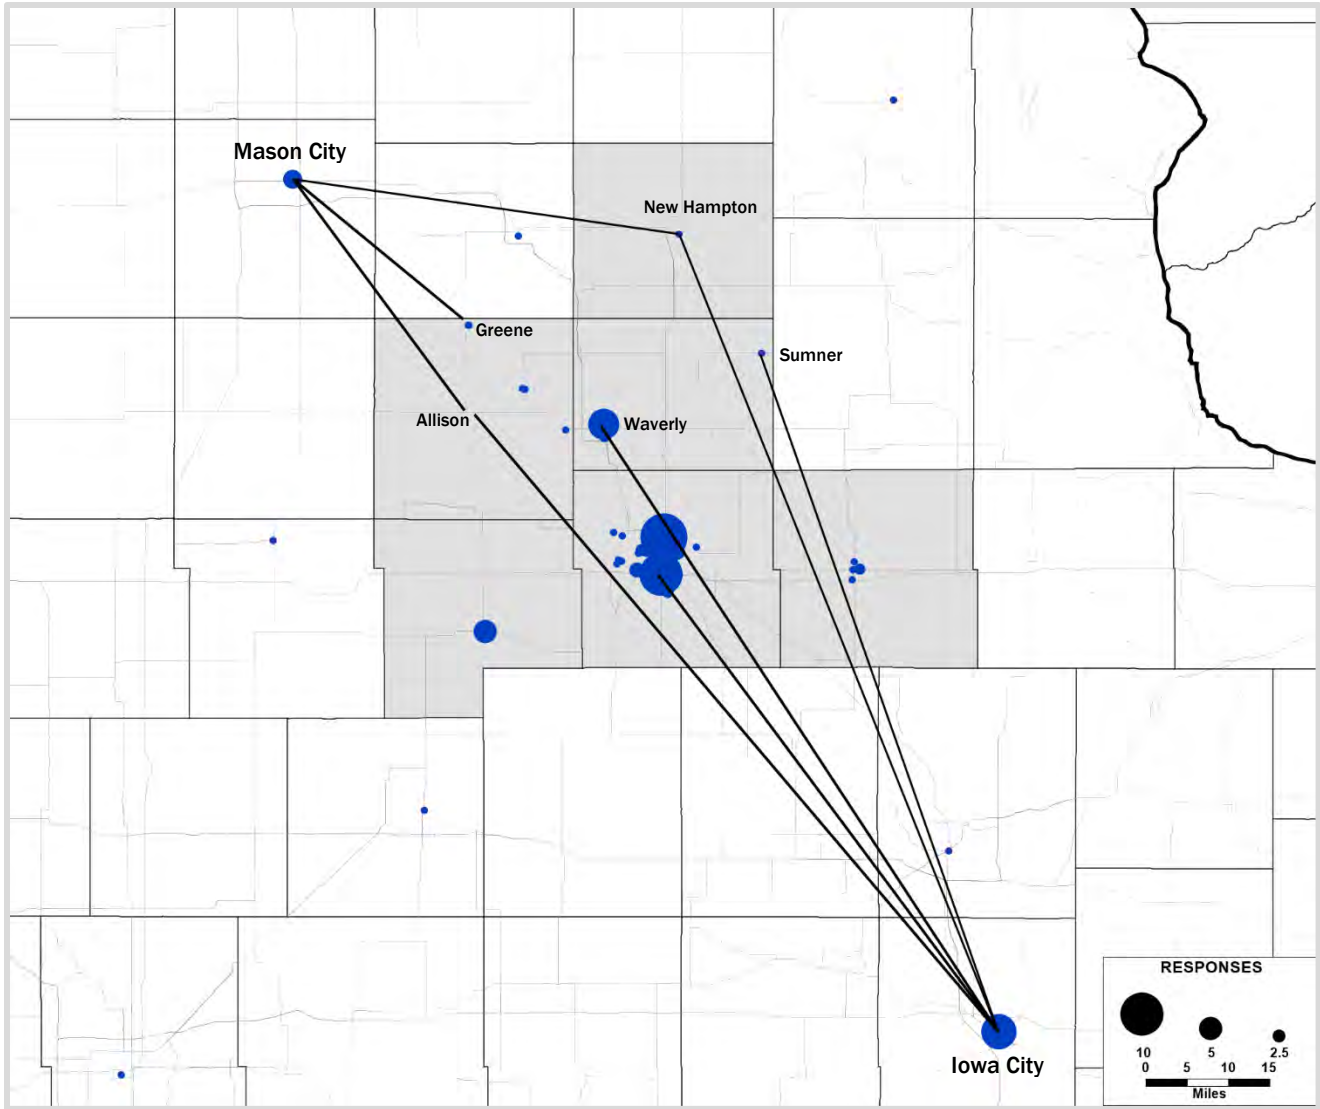 Mason City
New Hampton
Greene
Sumner
Allison
Waverly
RESPONSES
10 5 2.5
0 5 10 15
Miles
Iowa City